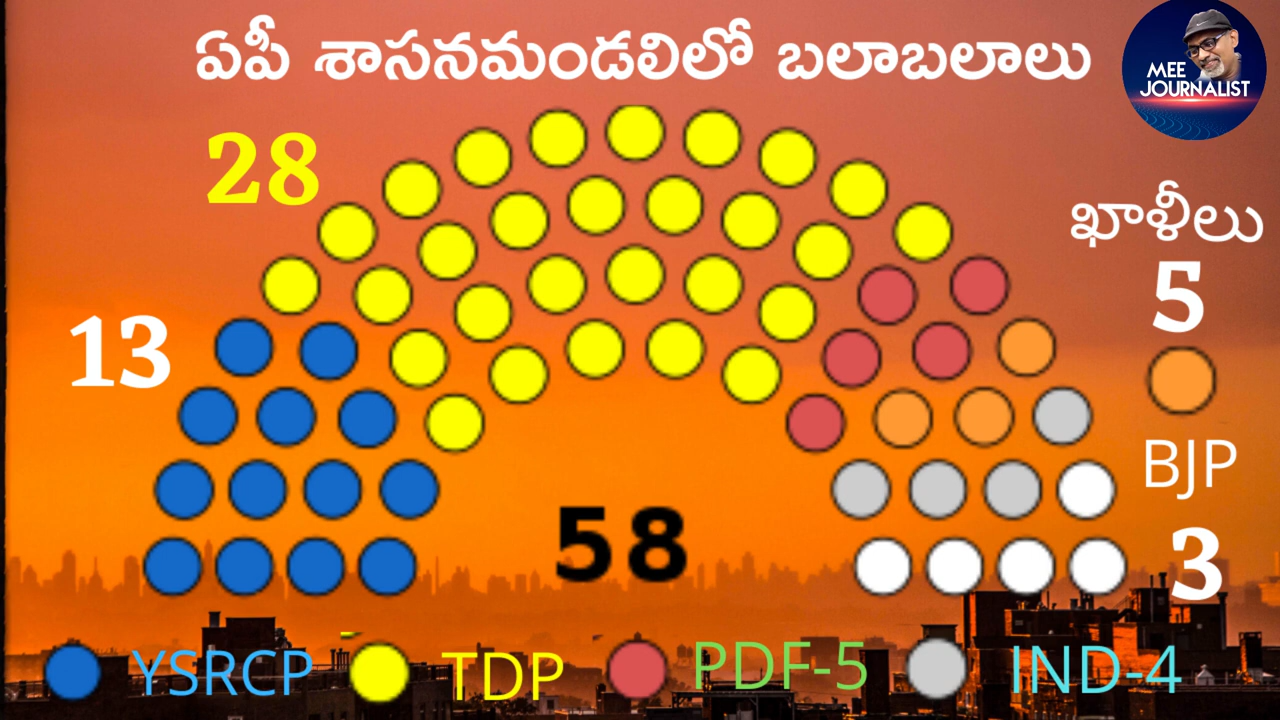 ఏపీ శాసనమండలిలో బలాబలాలు
MEE
JOURNALIST
28
ఖాళీలు
5
13
BJP
58
3
YSRCP
TDP
PDF-5
IND-4